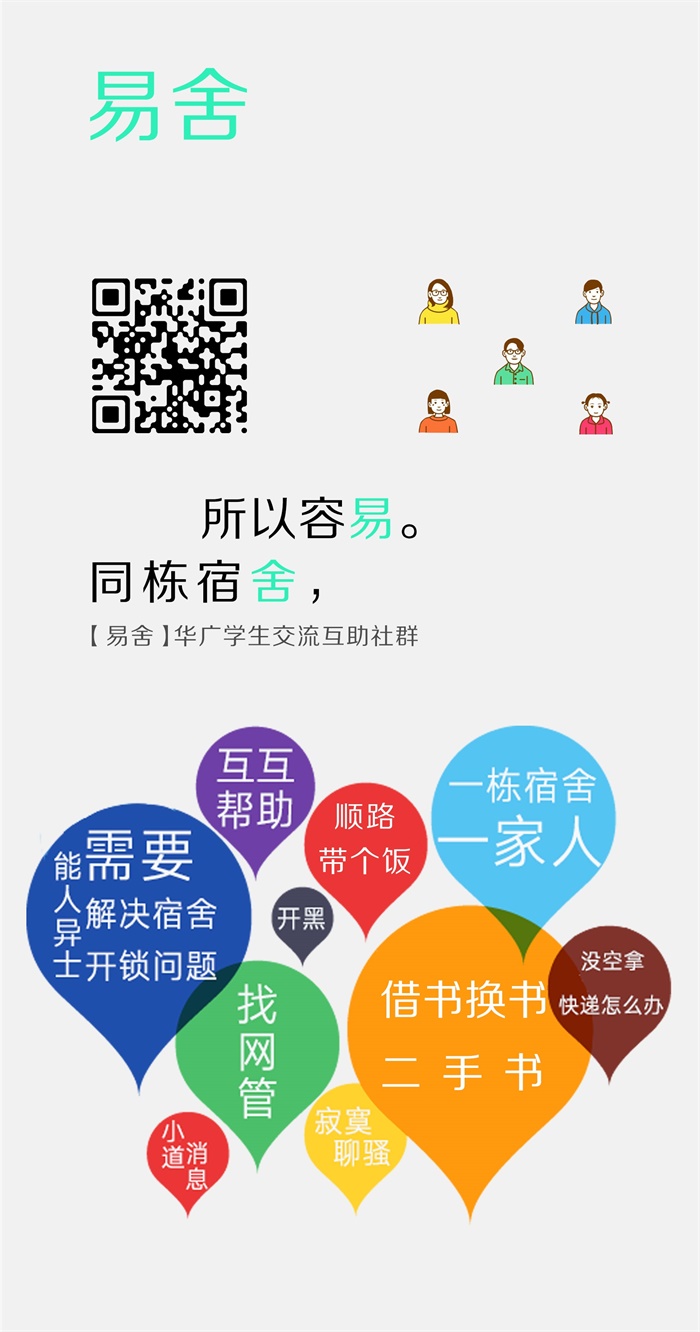 易舍
所以容易。
同栋宿舍，
【易舍】华广学生交流互助社群
互互
帮助
顺路
带个饭
一栋宿舍
一家人
能人异士
需要
解决宿舍
开锁问题
开黑
没空拿
快递怎么办
找网管
借书换书
二手书
小道
消息
寂寞
聊骚